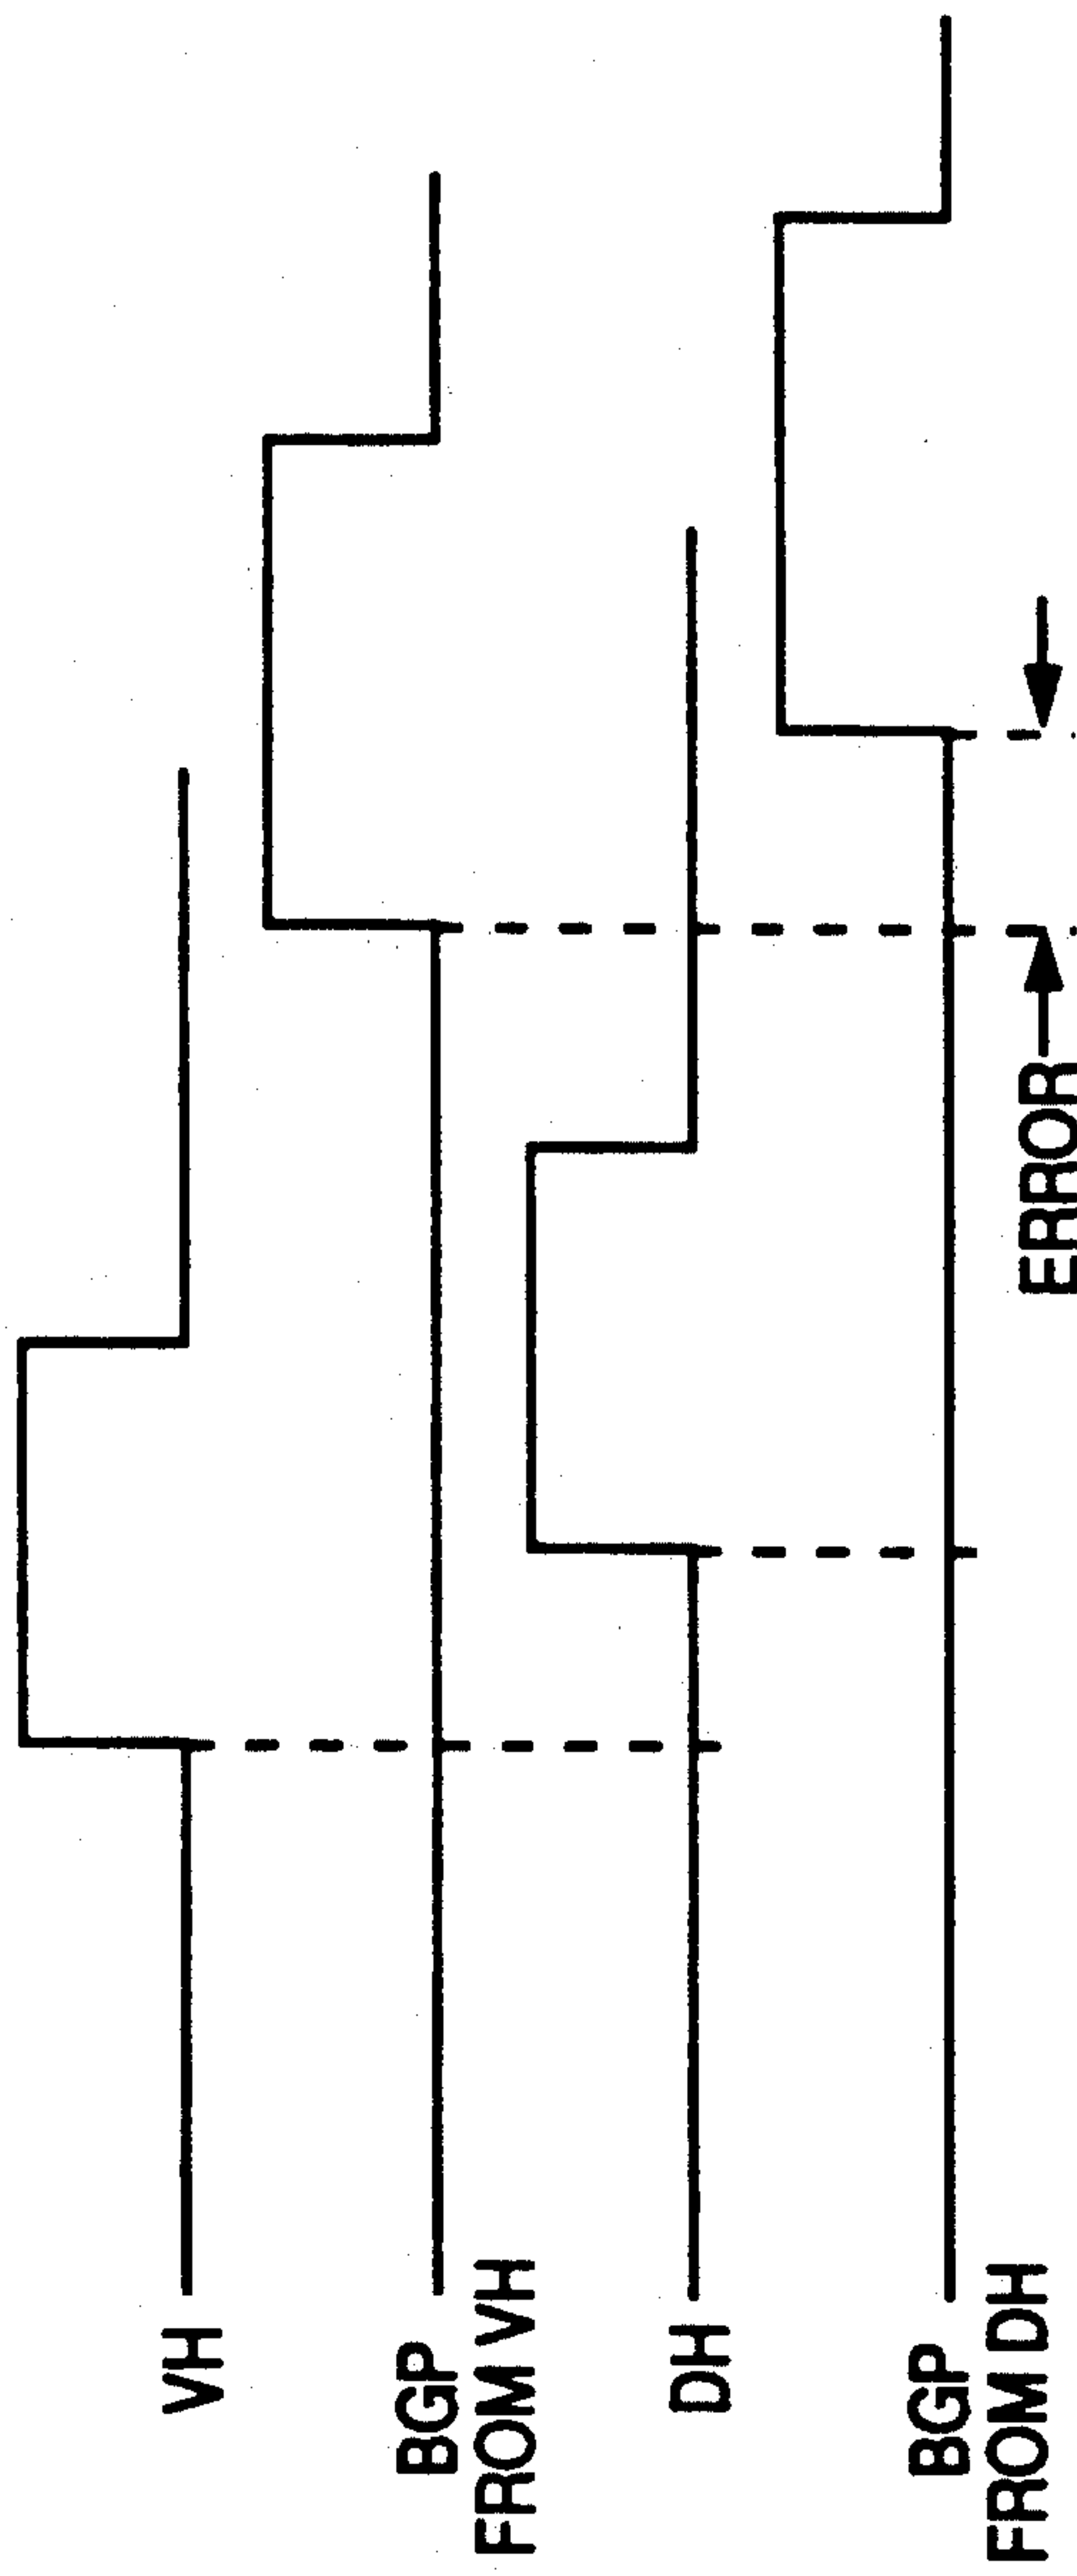 VH
BGP
FROM VH
DH
BGP
FROM DH
ERROR